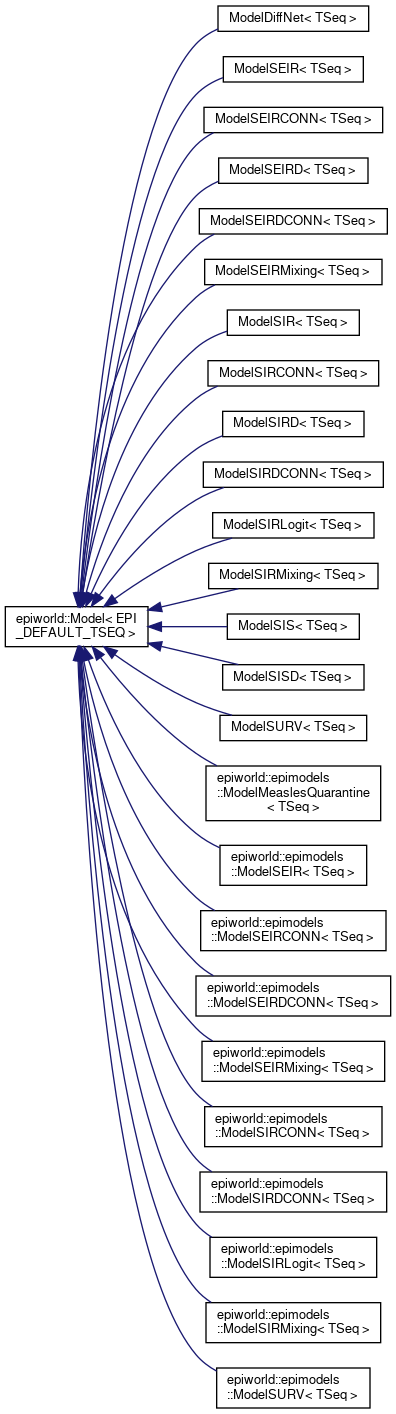 ModelDiffNet< TSeq >
ModelSEIR< TSeq >
ModelSEIRCONN< TSeq >
ModelSEIRD< TSeq >
ModelSEIRDCONN< TSeq >
ModelSEIRMixing< TSeq >
ModelSIR< TSeq >
ModelSIRCONN< TSeq >
ModelSIRD< TSeq >
ModelSIRDCONN< TSeq >
ModelSIRLogit< TSeq >
ModelSIRMixing< TSeq >
epiworld::Model< EPI
_DEFAULT_TSEQ >
ModelSIS< TSeq >
ModelSISD< TSeq >
ModelSURV< TSeq >
epiworld::epimodels
::ModelMeaslesQuarantine
< TSeq >
epiworld::epimodels
::ModelSEIR< TSeq >
epiworld::epimodels
::ModelSEIRCONN< TSeq >
epiworld::epimodels
::ModelSEIRDCONN< TSeq >
epiworld::epimodels
::ModelSEIRMixing< TSeq >
epiworld::epimodels
::ModelSIRCONN< TSeq >
epiworld::epimodels
::ModelSIRDCONN< TSeq >
epiworld::epimodels
::ModelSIRLogit< TSeq >
epiworld::epimodels
::ModelSIRMixing< TSeq >
epiworld::epimodels
::ModelSURV< TSeq >